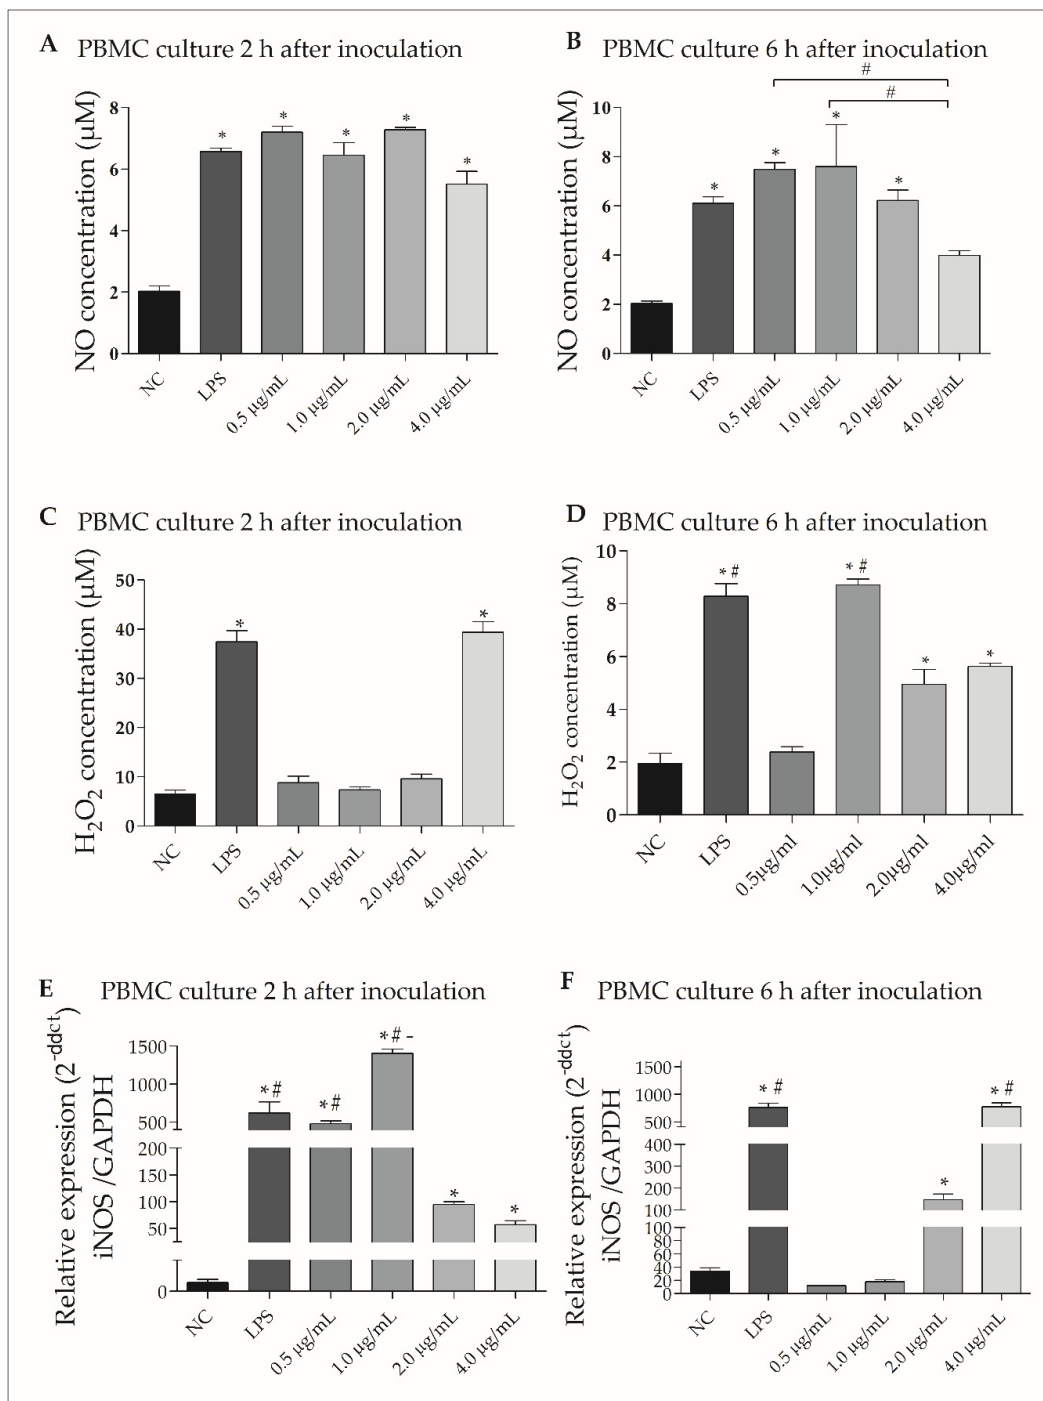 A PBMC culture 2 h after inoculation
NO concentration (µM)
8
6
4
2
0
* * * * *
NC LPS 0.5 µg/mL 1.0 µg/mL 2.0 µg/mL 4.0 µg/mL
B PBMC culture 6 h after inoculation
NO concentration (µM)
#
#
10
8
6
4
2
0
* * * *
NC LPS 0.5 µg/mL 1.0 µg/mL 2.0 µg/mL 4.0 µg/mL
C PBMC culture 2 h after inoculation
H₂O₂ concentration (µM)
50
40
30
20
10
0
* *
NC LPS 0.5 µg/mL 1.0 µg/mL 2.0 µg/mL 4.0 µg/mL
D PBMC culture 6 h after inoculation
H₂O₂ concentration (µM)
10
8
6
4
2
0
*# *# * *
NC LPS 0.5µg/ml 1.0µg/ml 2.0µg/ml 4.0µg/ml
E PBMC culture 2 h after inoculation
Relative expression (2^-ddct)
iNOS /GAPDH
1500
1000
500
200
150
100
50
0
*# *# *# - * *
NC LPS 0.5 µg/mL 1.0 µg/mL 2.0 µg/mL 4.0 µg/mL
F PBMC culture 6 h after inoculation
Relative expression (2^-ddct)
iNOS /GAPDH
1500
1000
500
400
300
200
100
100
80
60
40
20
0
*# * *#
NC LPS 0.5 µg/mL 1.0 µg/mL 2.0 µg/mL 4.0 µg/mL